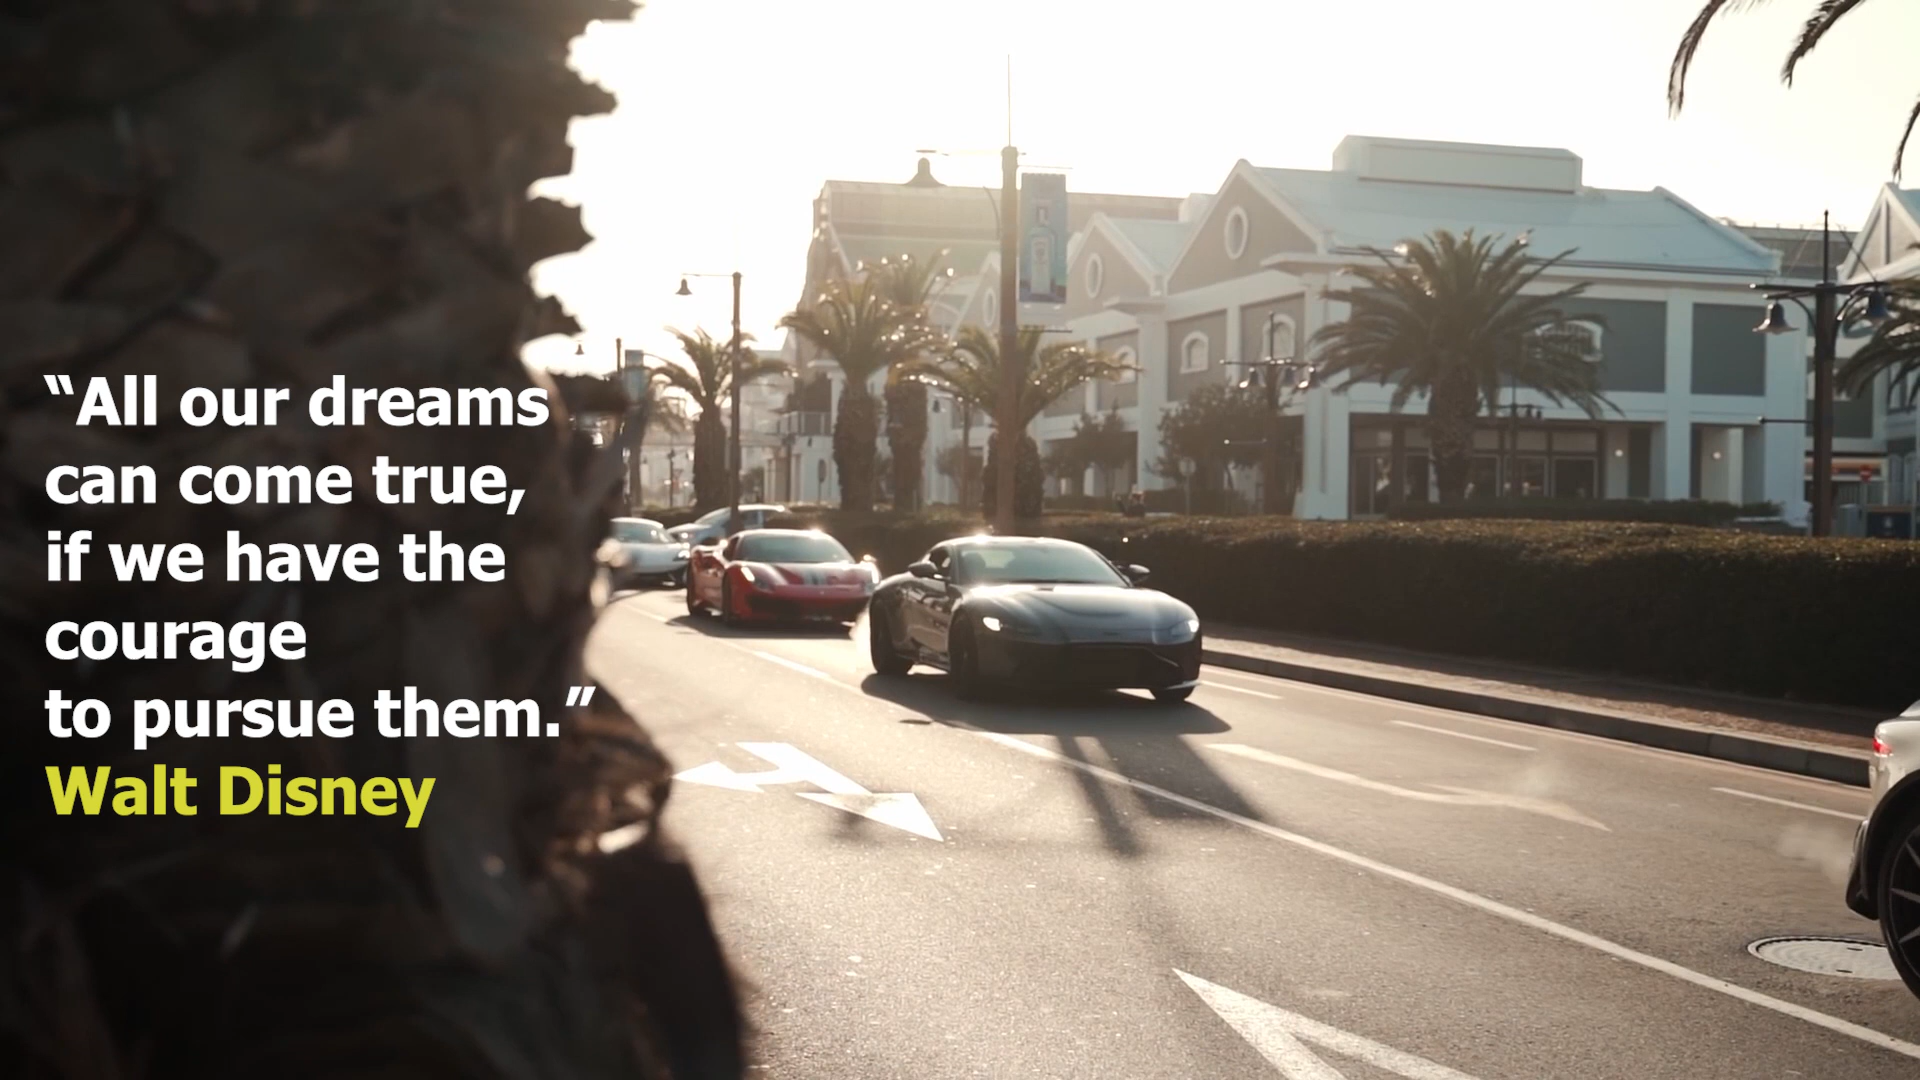 “All our dreams
can come true,
if we have the
courage
to pursue them.”
Walt Disney